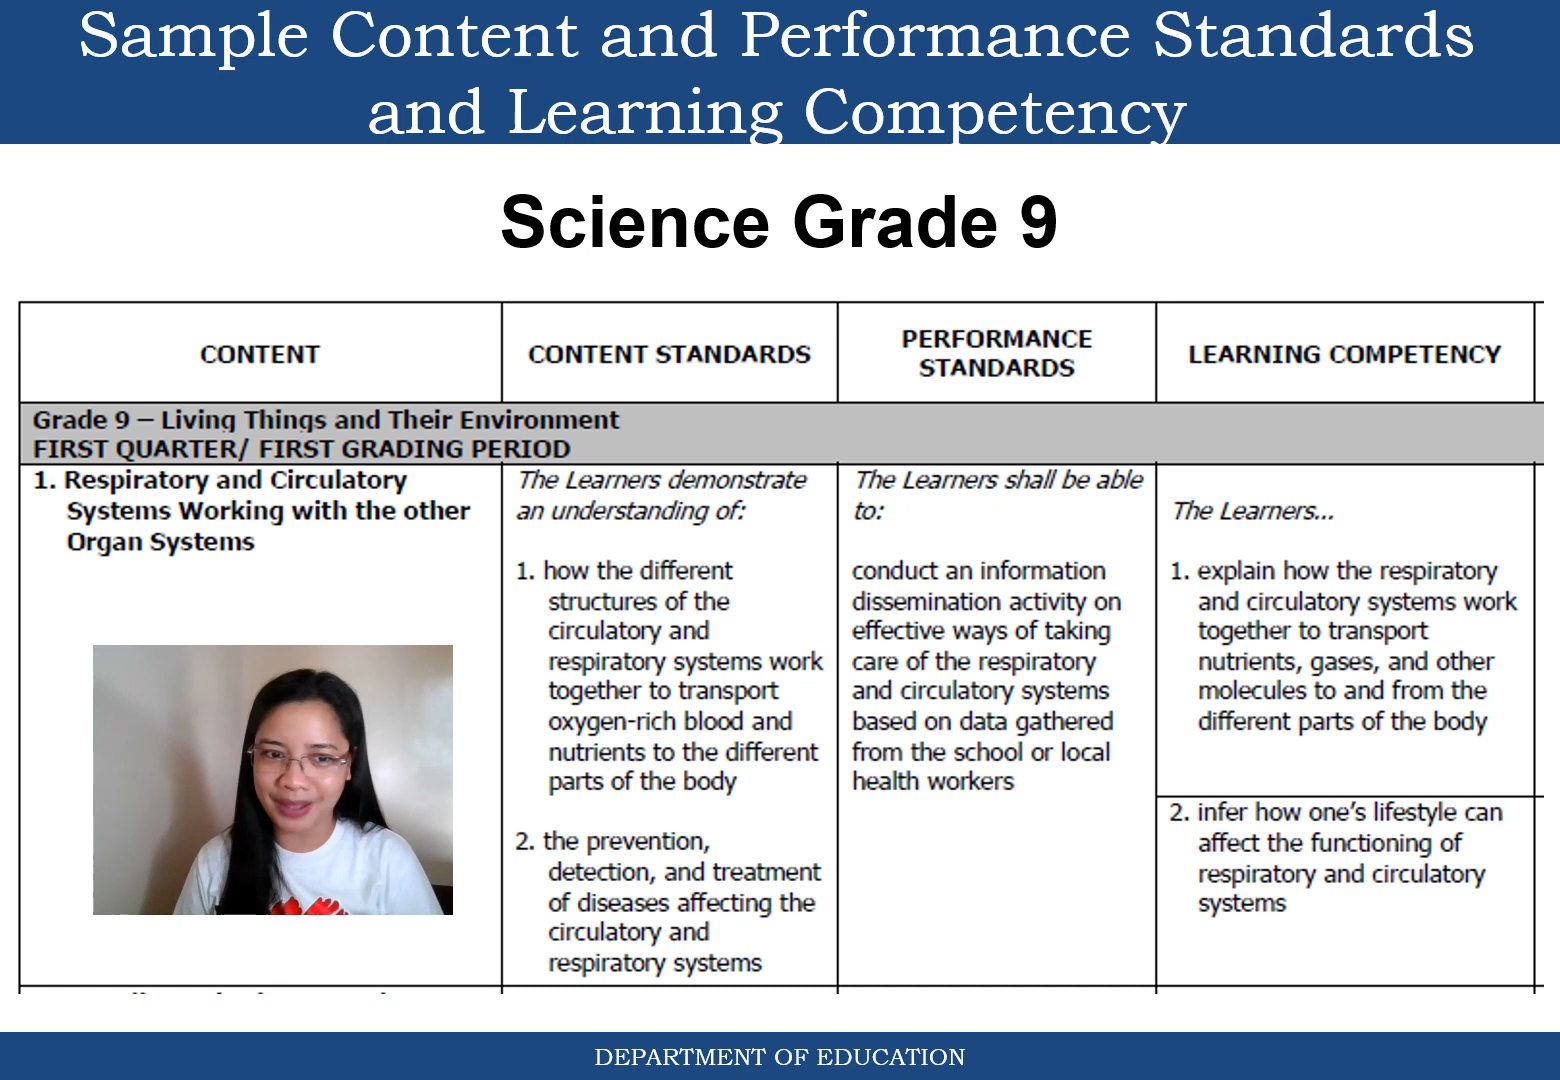 Sample Content and Performance Standards
and Learning Competency
Science Grade 9
CONTENT
CONTENT STANDARDS
PERFORMANCE
STANDARDS
LEARNING COMPETENCY
Grade 9 – Living Things and Their Environment
FIRST QUARTER/ FIRST GRADING PERIOD
1. Respiratory and Circulatory
Systems Working with the other
Organ Systems
The Learners demonstrate
an understanding of:
1. how the different
structures of the
circulatory and
respiratory systems work
together to transport
oxygen-rich blood and
nutrients to the different
parts of the body
2. the prevention,
detection, and treatment
of diseases affecting the
circulatory and
respiratory systems
The Learners shall be able
to:
conduct an information
dissemination activity on
effective ways of taking
care of the respiratory
and circulatory systems
based on data gathered
from the school or local
health workers
The Learners...
1. explain how the respiratory
and circulatory systems work
together to transport
nutrients, gases, and other
molecules to and from the
different parts of the body
2. infer how one’s lifestyle can
affect the functioning of
respiratory and circulatory
systems
DEPARTMENT OF EDUCATION